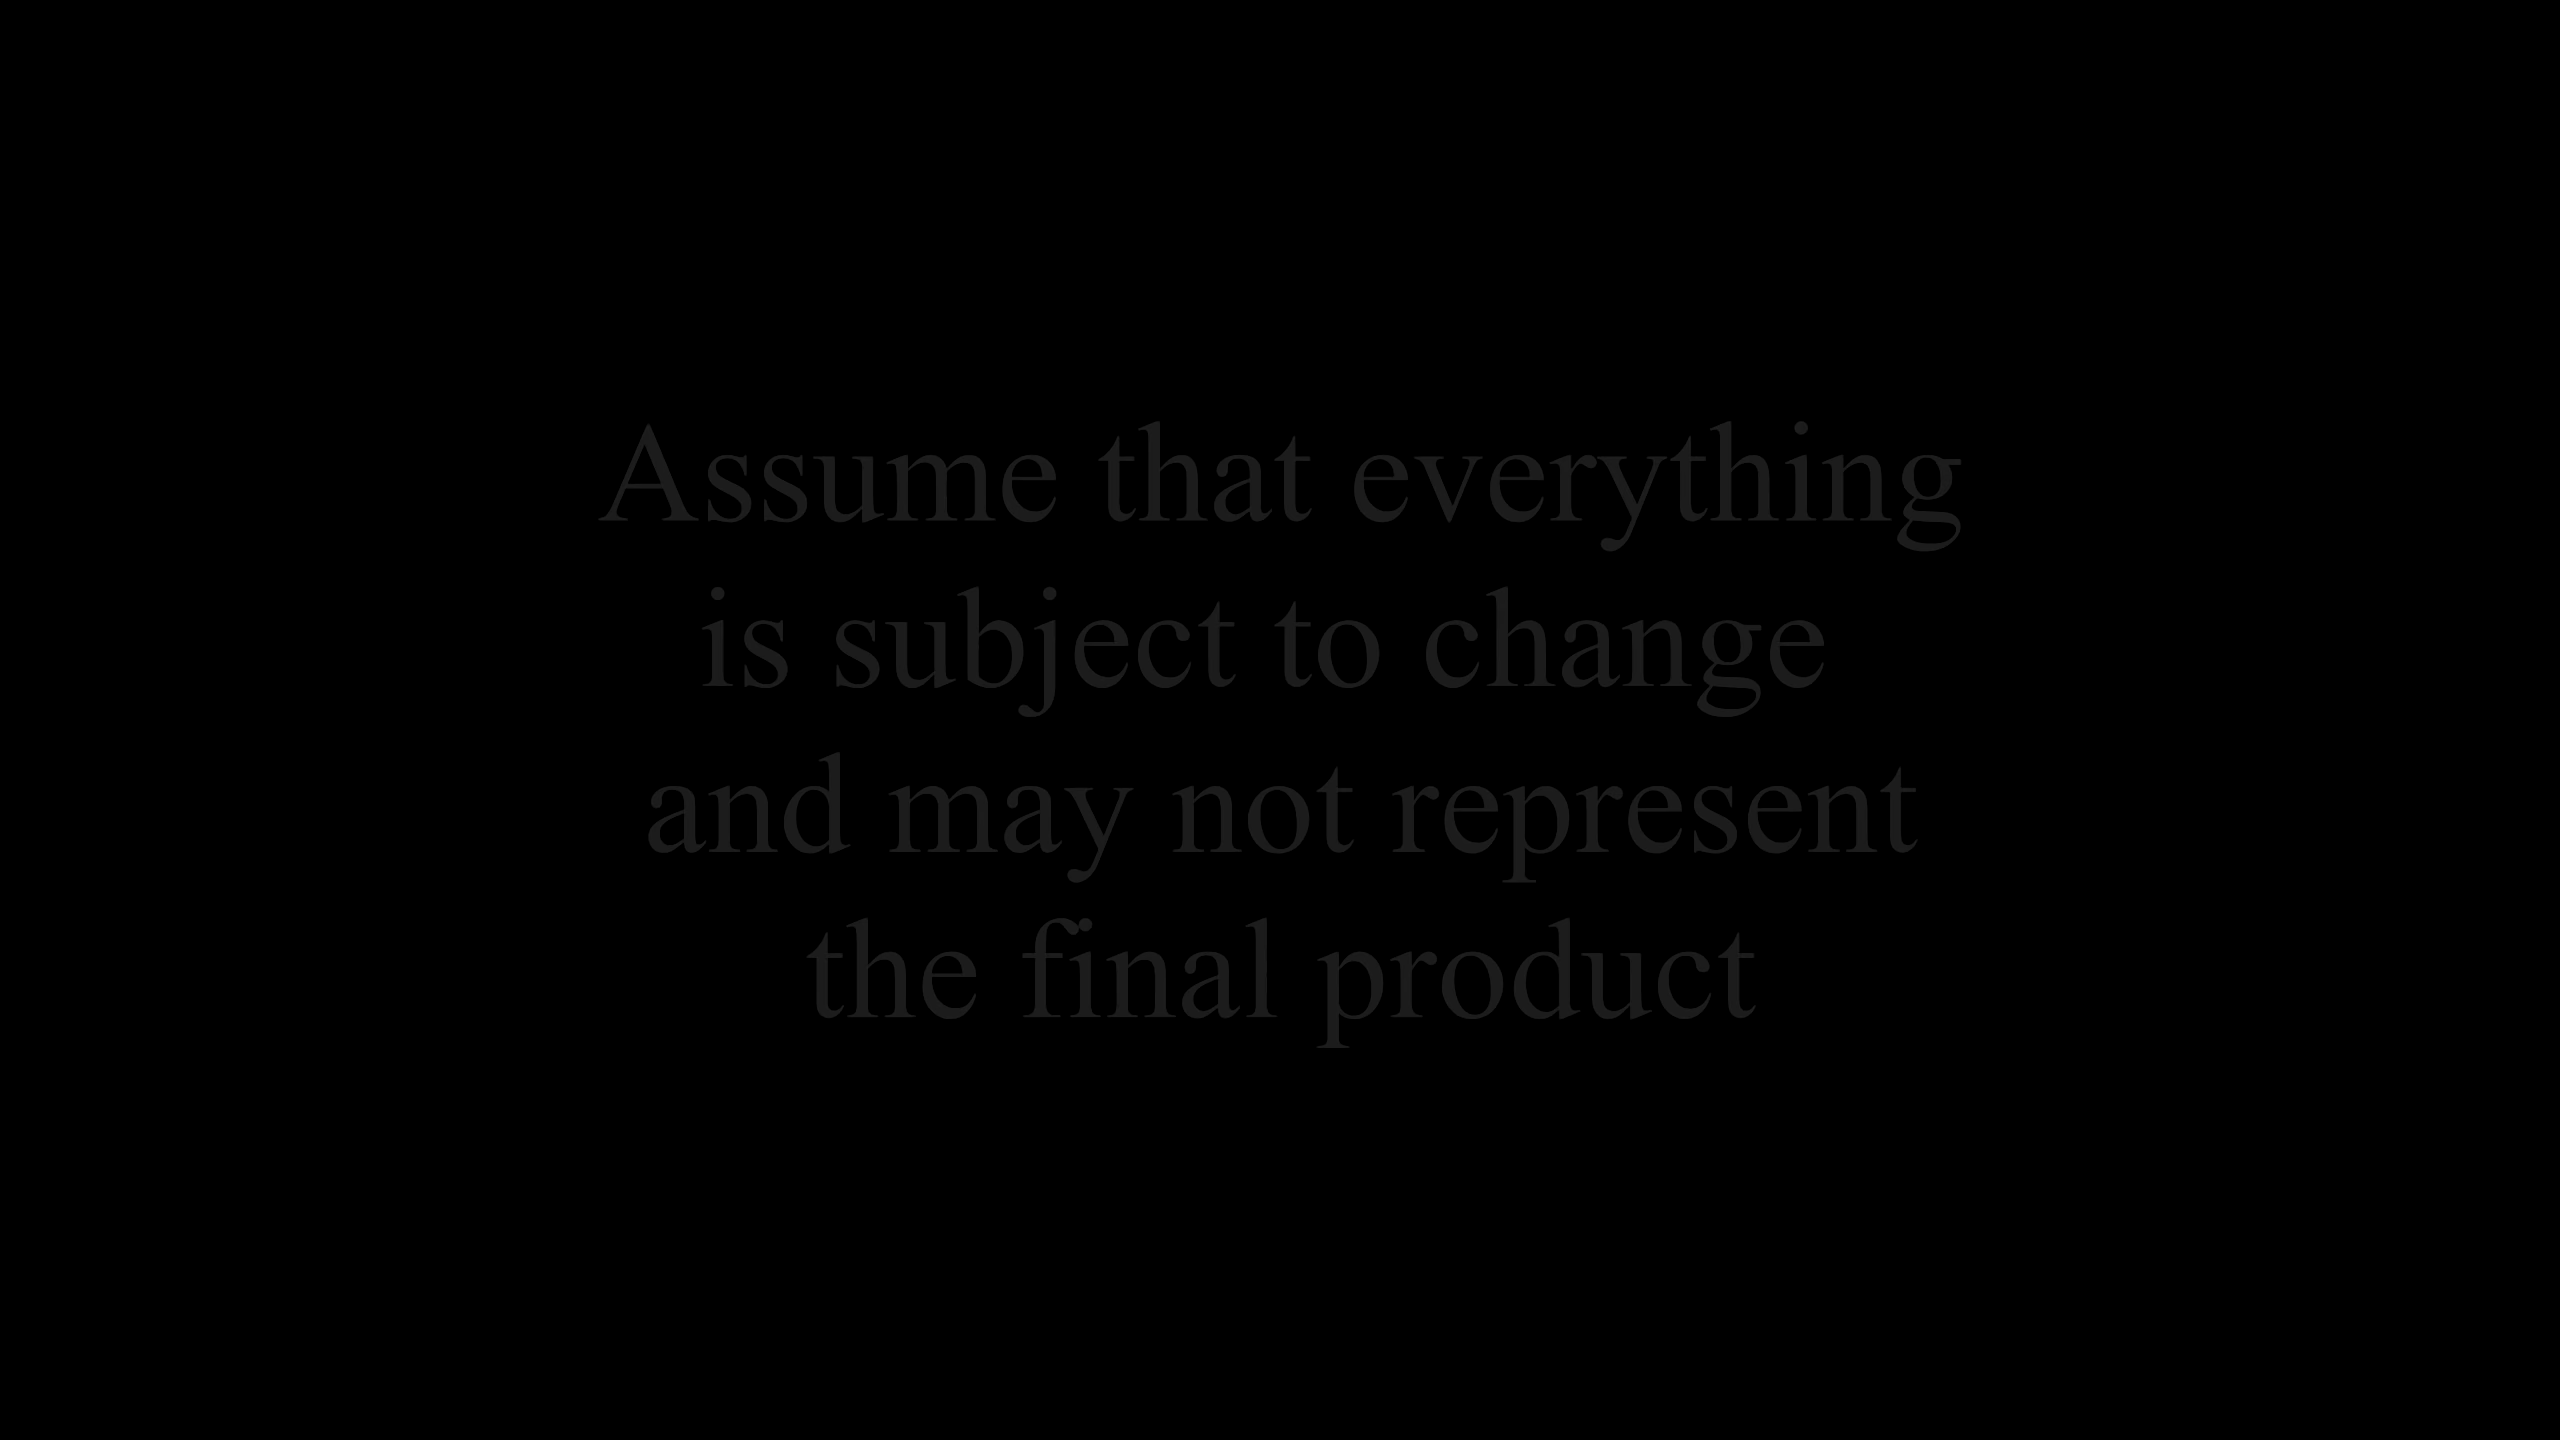 Assume that everything
is subject to change
and may not represent
the final product